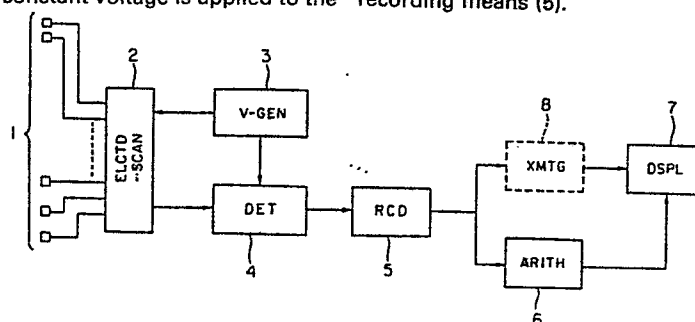 constant voltage is applied to the recording means (5).
2
3
8
7
1
ELCTD
-SCAN
V-GEN
XMTG
DSPL
DET
RCD
ARITH
4
5
6